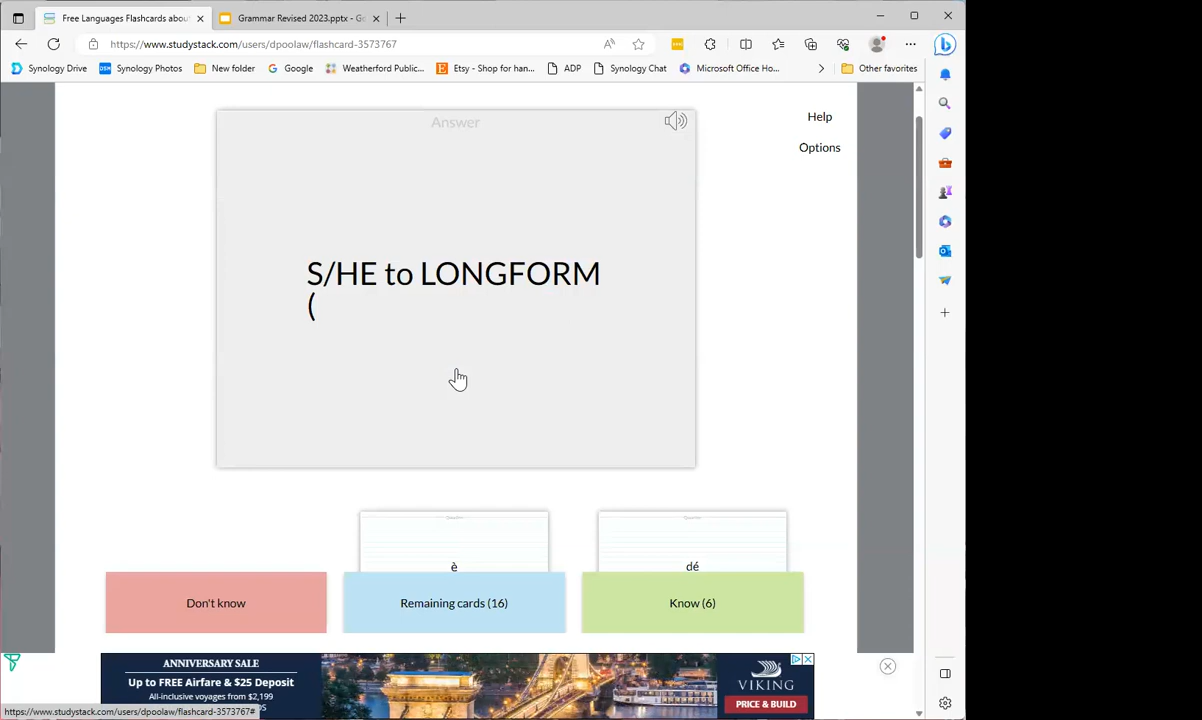 Free Languages Flashcards abou
Grammar Revised 2023.pptx - G
https://www.studystack.com/users/dpoolaw/flashcard-3573767
Synology Drive
Synology Photos
New folder
Google
Weatherford Public...
Etsy - Shop for han...
ADP
Synology Chat
Microsoft Office Ho...
Other favorites
Answer
Help
Options
S/HE to LONGFORM
(
Question
Question
è
dé
Don't know
Remaining cards (16)
Know (6)
ANNIVERSARY SALE
Up to FREE Airfare & $25 Deposit
All-inclusive voyages from $2,199
VIKING
PRICE & BUILD
https://www.studystack.com/users/dpoolaw/flashcard-3573767#